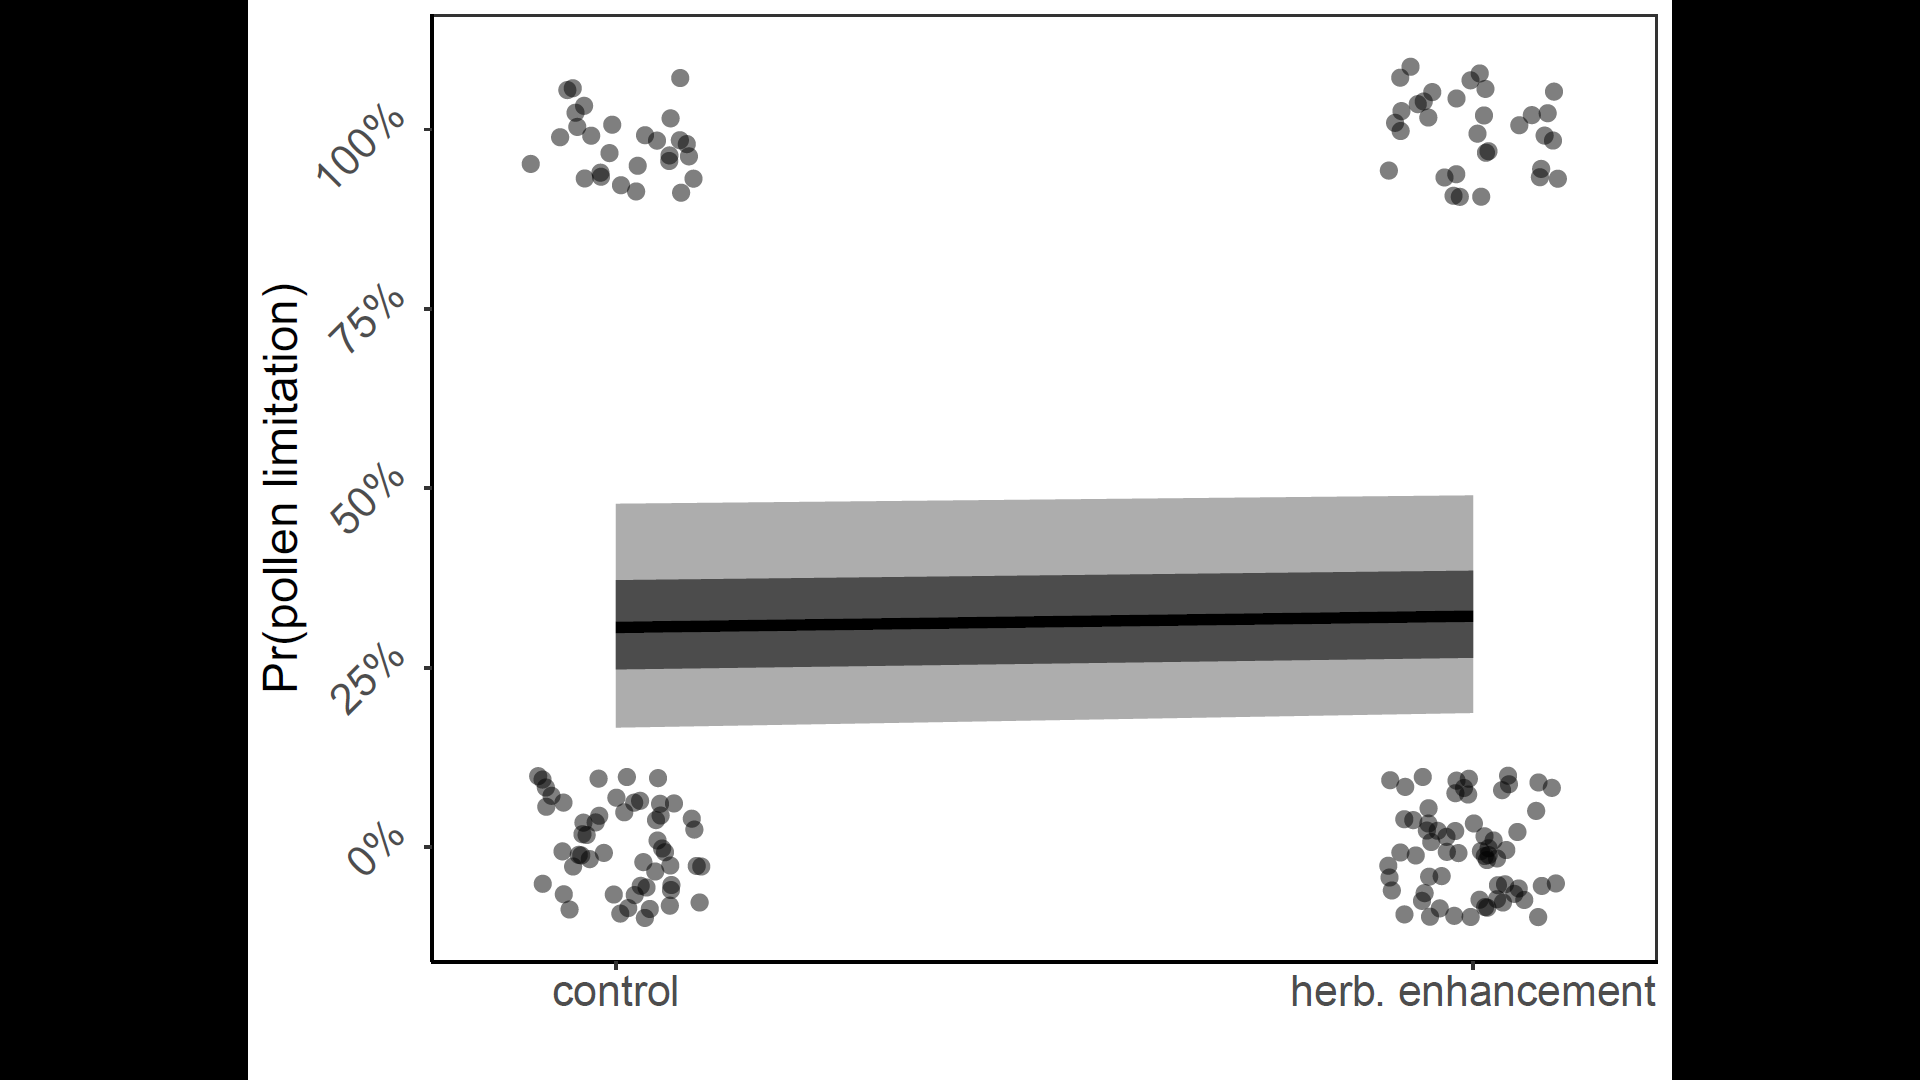 Pr(pollen limitation)
100%
75%
50%
25%
0%
control
herb. enhancement